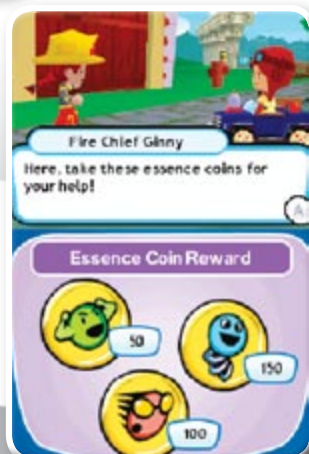 Fire Chief Ginny
Here, take these essence coins for
your help!
A
Essence Coin Reward
50
150
100